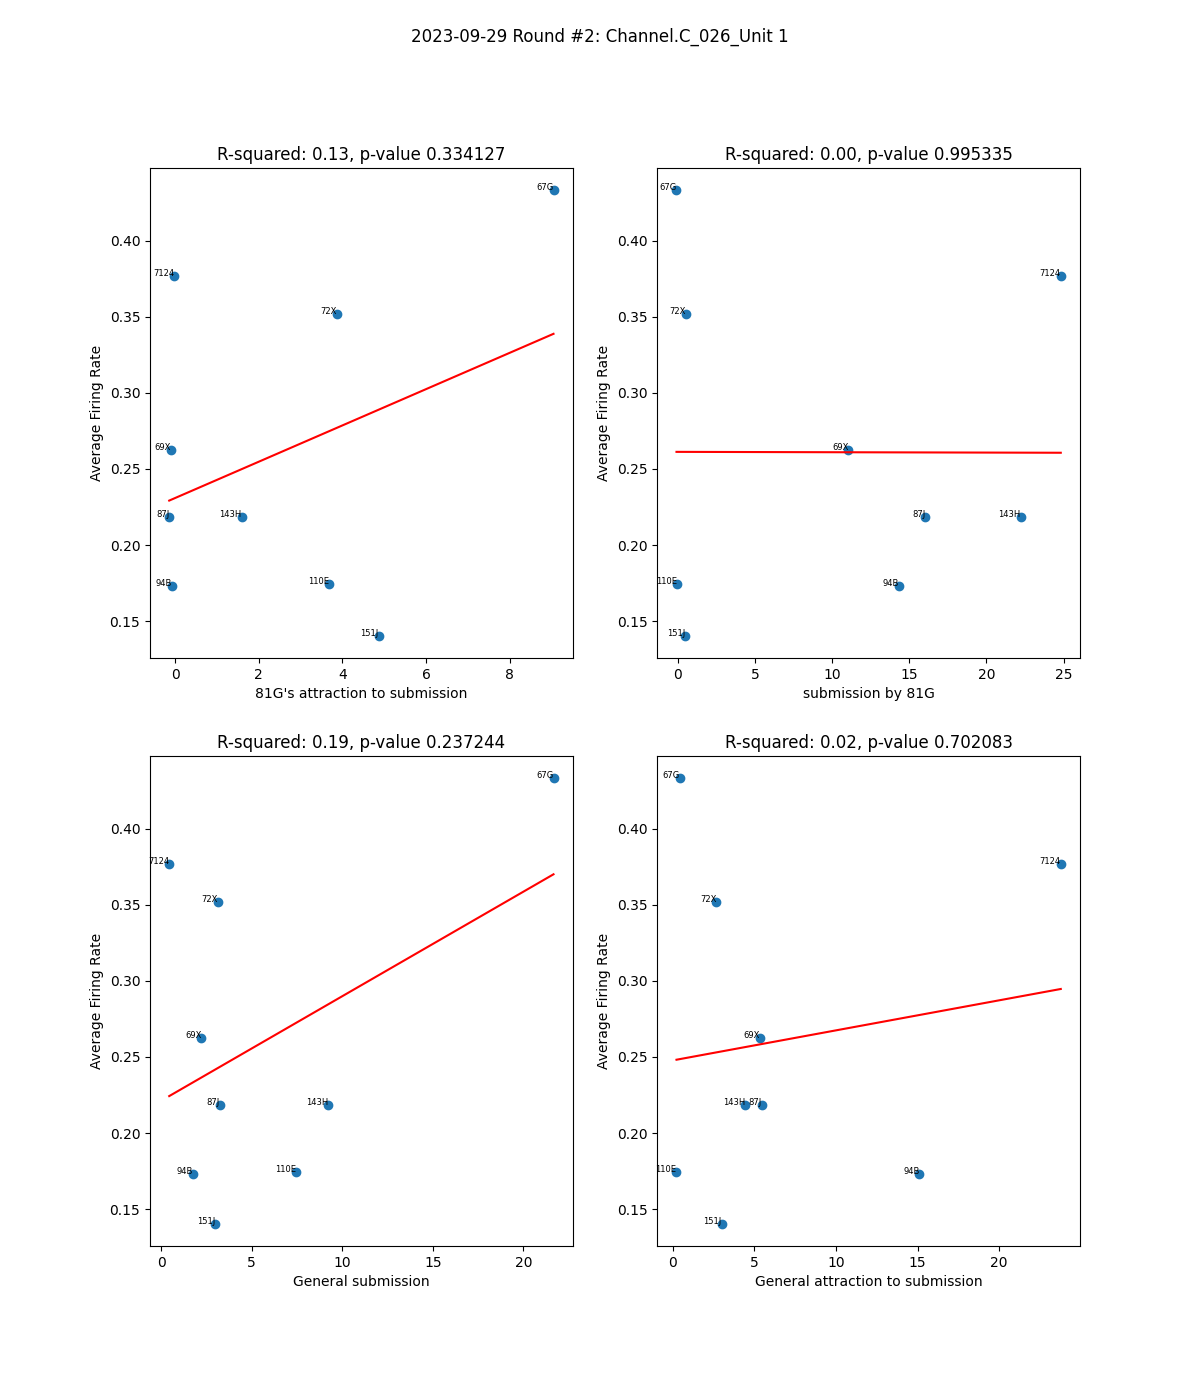 2023-09-29 Round #2: Channel.C_026_Unit 1
R-squared: 0.13, p-value 0.334127
67G
7124
72X
69X
87J
143H
94B
110E
151J
0.40
0.35
0.30
0.25
0.20
0.15
Average Firing Rate
0 2 4 6 8
81G's attraction to submission
R-squared: 0.00, p-value 0.995335
67G
7124
72X
69X
87J
143H
110E
94B
151J
0.40
0.35
0.30
0.25
0.20
0.15
Average Firing Rate
0 5 10 15 20 25
submission by 81G
R-squared: 0.19, p-value 0.237244
67G
7124
72X
69X
87J
143H
94B
110E
151J
0.40
0.35
0.30
0.25
0.20
0.15
Average Firing Rate
0 5 10 15 20
General submission
R-squared: 0.02, p-value 0.702083
67G
7124
72X
69X
143H
87J
110E
94B
151J
0.40
0.35
0.30
0.25
0.20
0.15
Average Firing Rate
0 5 10 15 20
General attraction to submission